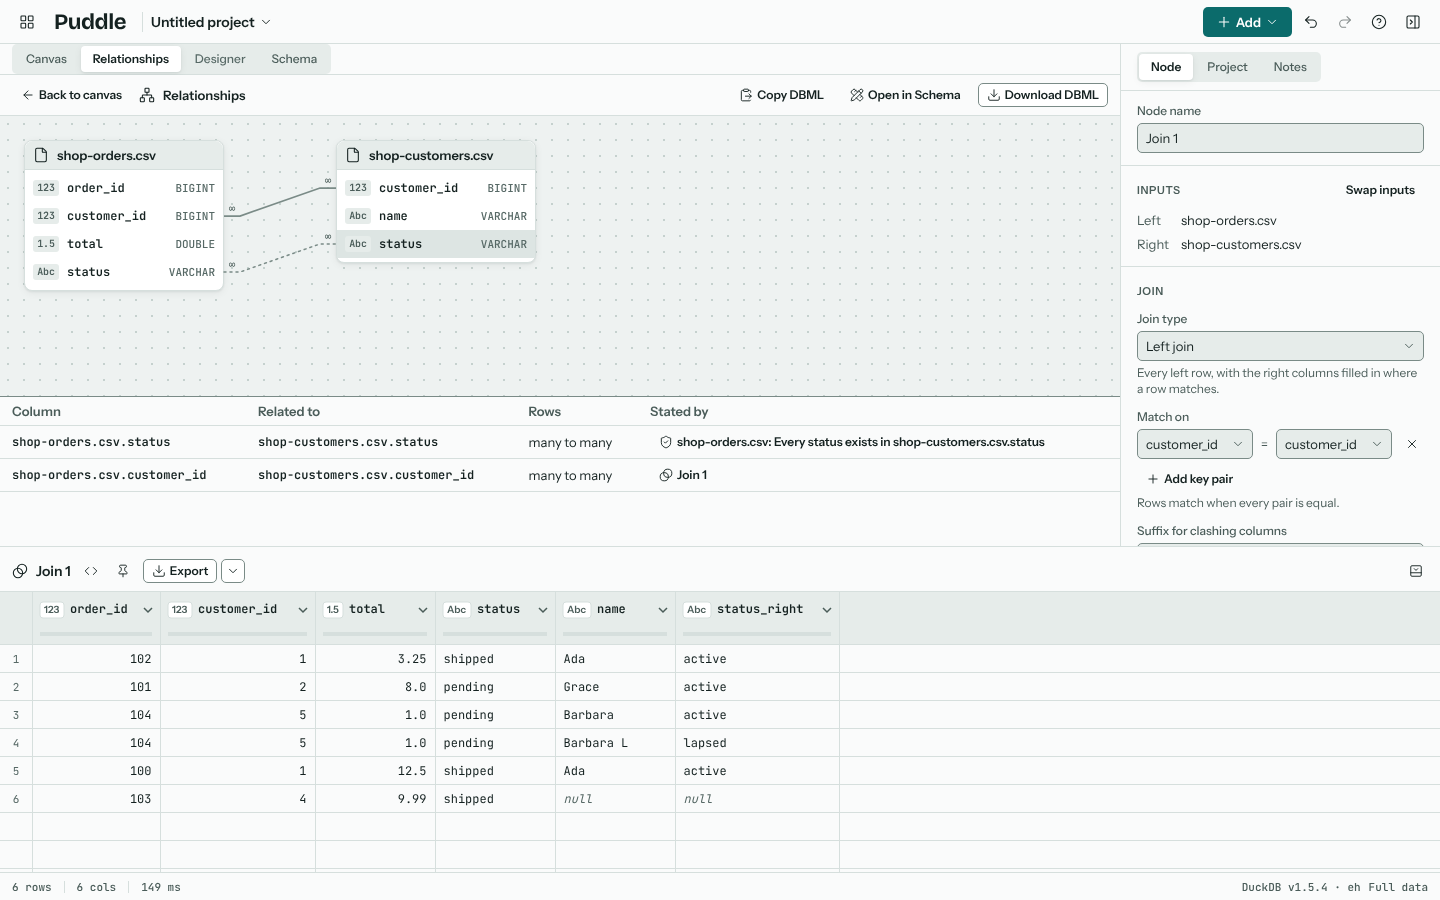 Puddle
Untitled project
Add
Canvas
Relationships
Designer
Schema
Back to canvas
Relationships
Copy DBML
Open in Schema
Download DBML
shop-orders.csv
123 order_id BIGINT
123 customer_id BIGINT
1.5 total DOUBLE
Abc status VARCHAR
shop-customers.csv
123 customer_id BIGINT
Abc name VARCHAR
Abc status VARCHAR
∞
∞
∞
∞
Column Related to Rows Stated by
shop-orders.csv.status shop-customers.csv.status many to many shop-orders.csv: Every status exists in shop-customers.csv.status
shop-orders.csv.customer_id shop-customers.csv.customer_id many to many Join 1
Node
Project
Notes
Node name
Join 1
INPUTS
Swap inputs
Left shop-orders.csv
Right shop-customers.csv
JOIN
Join type
Left join
Every left row, with the right columns filled in where
a row matches.
Match on
customer_id = customer_id
Add key pair
Rows match when every pair is equal.
Suffix for clashing columns
Join 1
Export
123 order_id 123 customer_id 1.5 total Abc status Abc name Abc status_right
1 102 1 3.25 shipped Ada active
2 101 2 8.0 pending Grace active
3 104 5 1.0 pending Barbara active
4 104 5 1.0 pending Barbara L lapsed
5 100 1 12.5 shipped Ada active
6 103 4 9.99 shipped null null
6 rows 6 cols 149 ms
DuckDB v1.5.4 · eh Full data